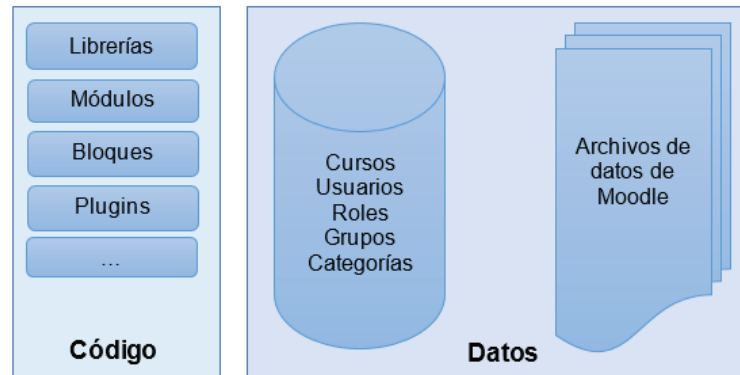 Librerías
Módulos
Bloques
Plugins
...
Código
Cursos
Usuarios
Roles
Grupos
Categorías
Archivos de
datos de
Moodle
Datos